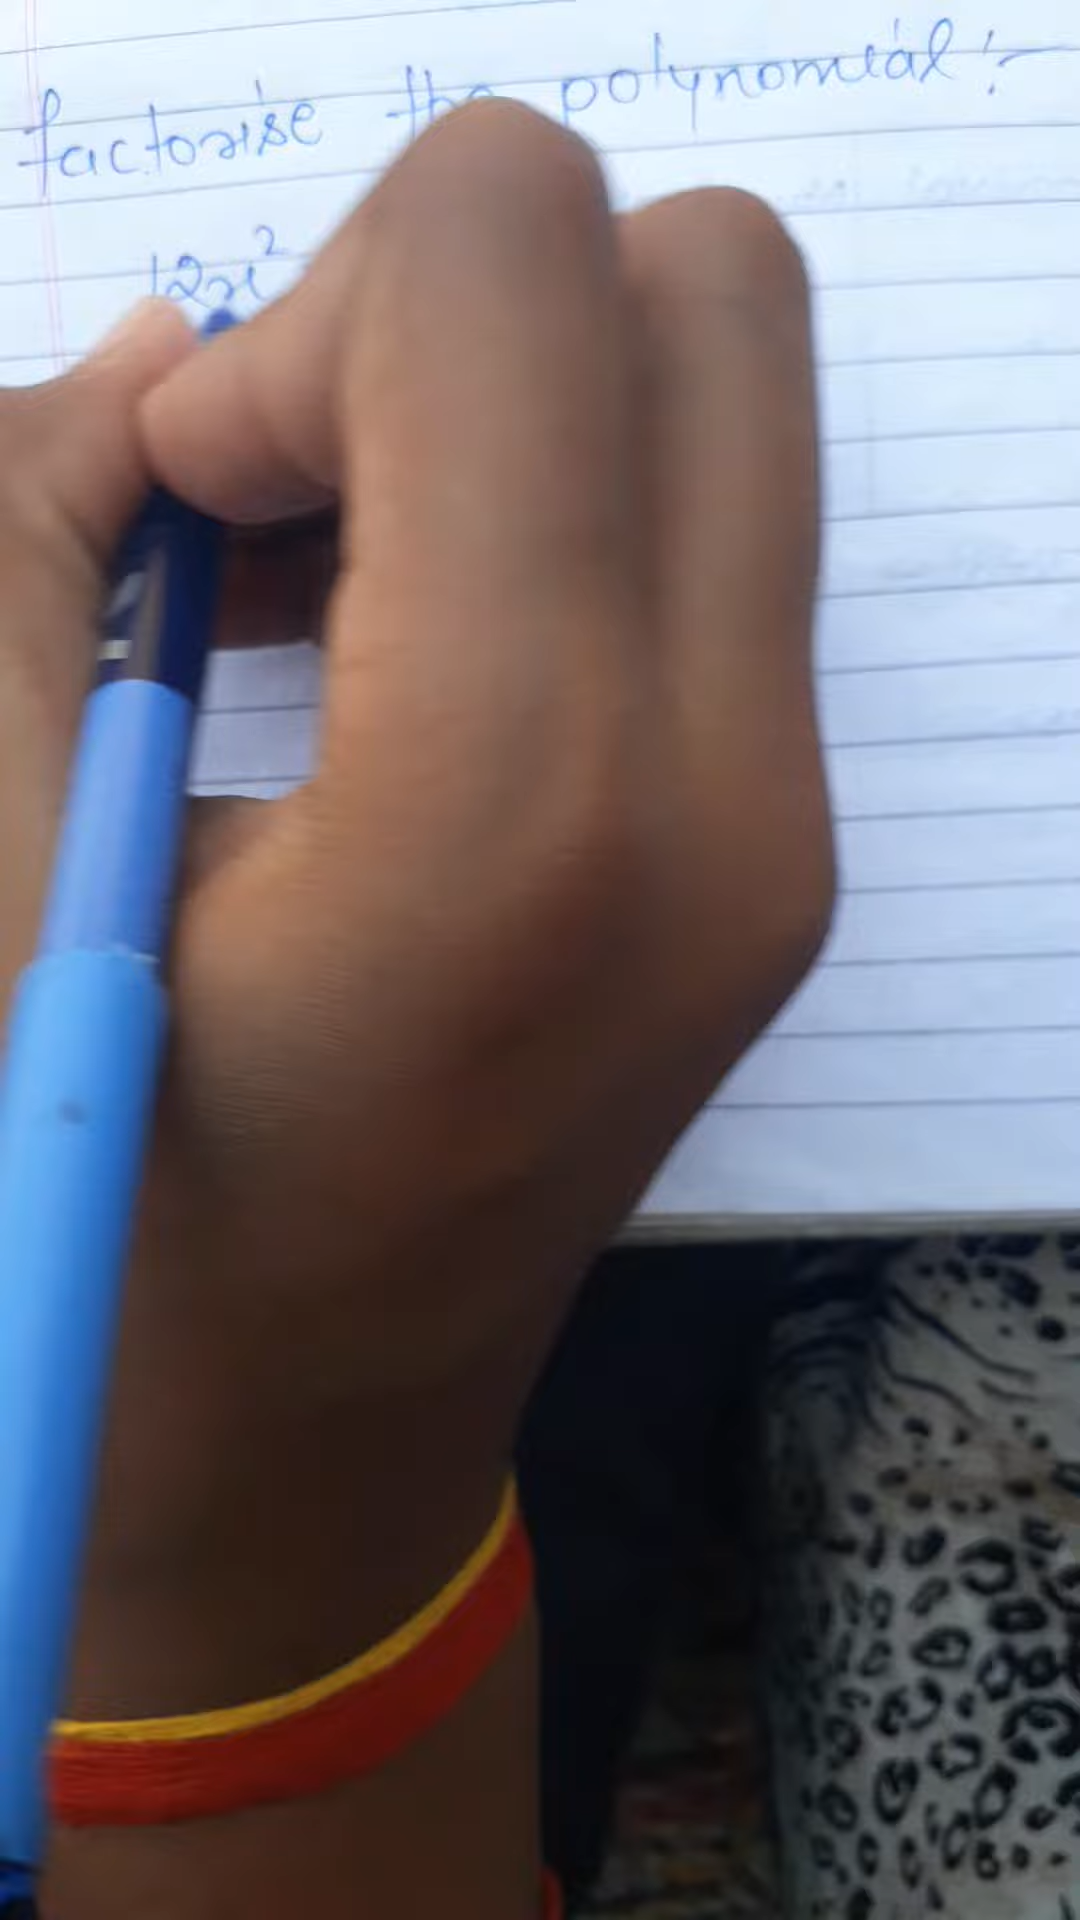 factorise the polynomial :-
12x²